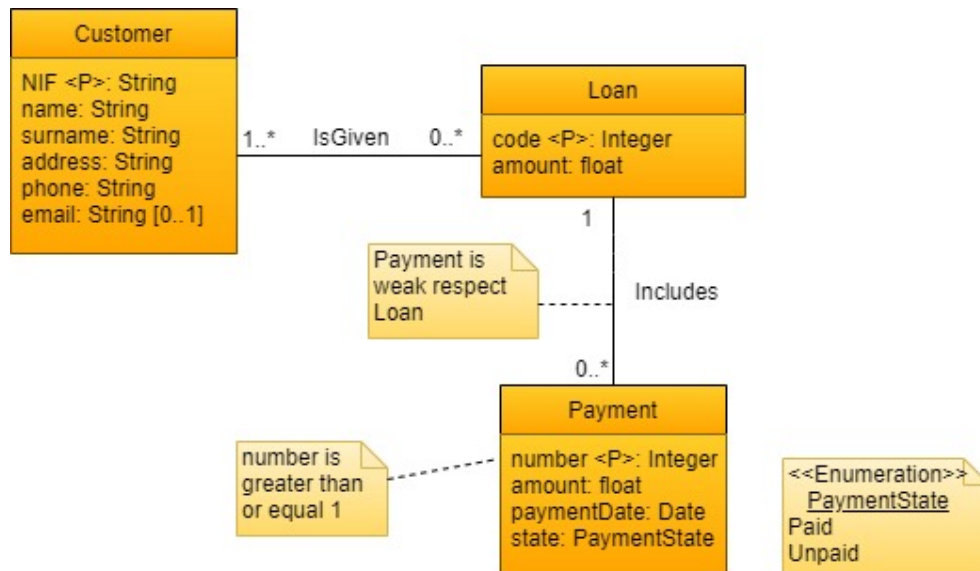 Customer
NIF <P>: String
name: String
surname: String
address: String
phone: String
email: String [0..1]
1..*
IsGiven
0..*
Loan
code <P>: Integer
amount: float
1
Payment is
weak respect
Loan
Includes
0..*
Payment
number <P>: Integer
amount: float
paymentDate: Date
state: PaymentState
number is
greater than
or equal 1
<<Enumeration>>
PaymentState
Paid
Unpaid